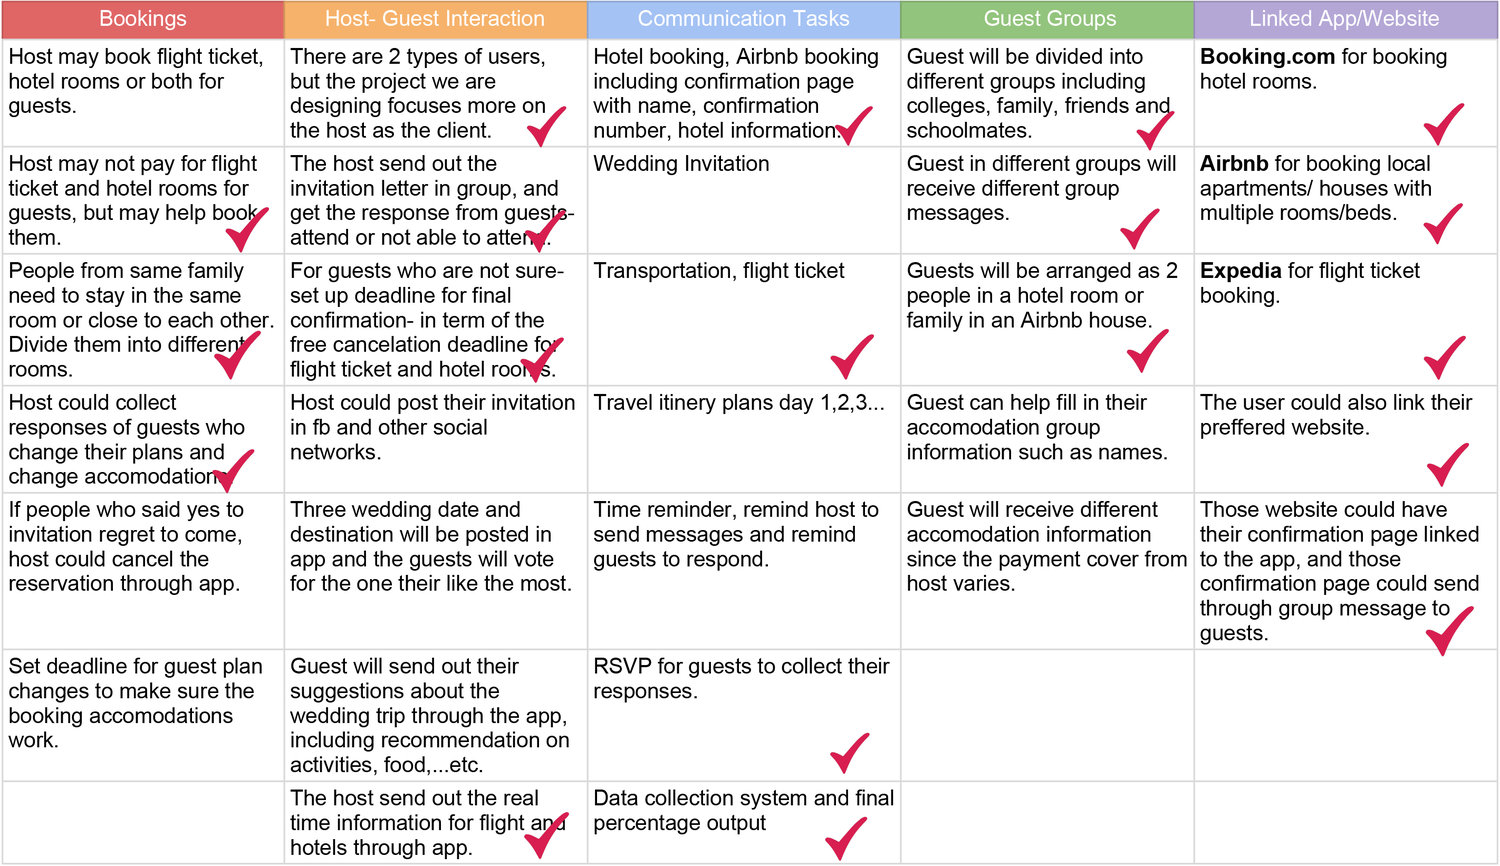 Bookings
Host- Guest Interaction
Communication Tasks
Guest Groups
Linked App/Website
Host may book flight ticket,
hotel rooms or both for
guests.
There are 2 types of users,
but the project we are
designing focuses more on
the host as the client.
Hotel booking, Airbnb booking
including confirmation page
with name, confirmation
number, hotel information.
Guest will be divided into
different groups including
colleges, family, friends and
schoolmates.
Booking.com for booking
hotel rooms.
Host may not pay for flight
ticket and hotel rooms for
guests, but may help book
them.
The host send out the
invitation letter in group, and
get the response from guests-
attend or not able to attend.
Wedding Invitation
Guest in different groups will
receive different group
messages.
Airbnb for booking local
apartments/ houses with
multiple rooms/beds.
People from same family
need to stay in the same
room or close to each other.
Divide them into different
rooms.
For guests who are not sure-
set up deadline for final
confirmation- in term of the
free cancelation deadline for
flight ticket and hotel rooms.
Transportation, flight ticket
Guests will be arranged as 2
people in a hotel room or
family in an Airbnb house.
Expedia for flight ticket
booking.
Host could collect
responses of guests who
change their plans and
change accomodations.
Host could post their invitation
in fb and other social
networks.
Travel itinery plans day 1,2,3...
Guest can help fill in their
accomodation group
information such as names.
The user could also link their
preffered website.
If people who said yes to
invitation regret to come,
host could cancel the
reservation through app.
Three wedding date and
destination will be posted in
app and the guests will vote
for the one their like the most.
Time reminder, remind host to
send messages and remind
guests to respond.
Guest will receive different
accomodation information
since the payment cover from
host varies.
Those website could have
their confirmation page linked
to the app, and those
confirmation page could send
through group message to
guests.
Set deadline for guest plan
changes to make sure the
booking accomodations
work.
Guest will send out their
suggestions about the
wedding trip through the app,
including recommendation on
activities, food,...etc.
RSVP for guests to collect their
responses.
The host send out the real
time information for flight and
hotels through app.
Data collection system and final
percentage output